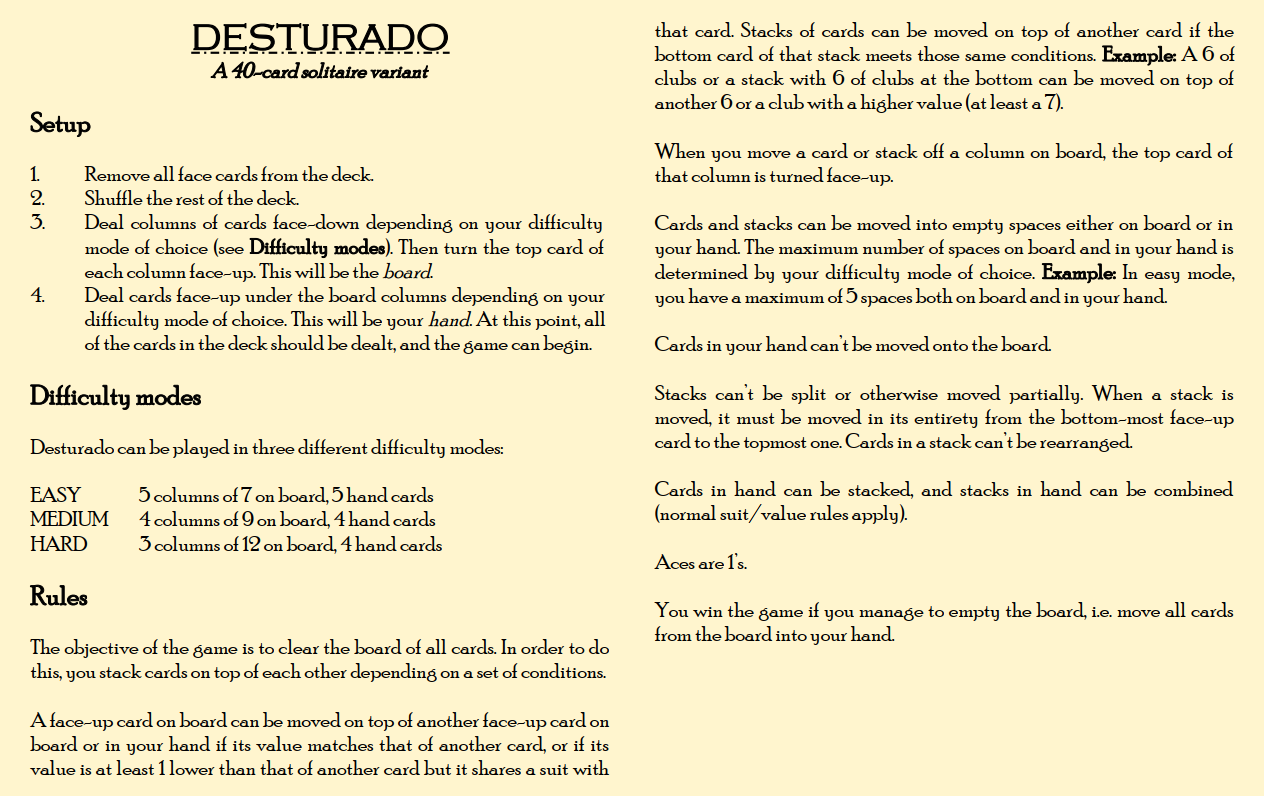 DESTURADO
A 40-card solitaire variant
Setup
1. Remove all face cards from the deck.
2. Shuffle the rest of the deck.
3. Deal columns of cards face-down depending on your difficulty
mode of choice (see Difficulty modes). Then turn the top card of
each column face-up. This will be the board.
4. Deal cards face-up under the board columns depending on your
difficulty mode of choice. This will be your hand. At this point, all
of the cards in the deck should be dealt, and the game can begin.
Difficulty modes
Desturado can be played in three different difficulty modes:
EASY 5 columns of 7 on board, 5 hand cards
MEDIUM 4 columns of 9 on board, 4 hand cards
HARD 3 columns of 12 on board, 4 hand cards
Rules
The objective of the game is to clear the board of all cards. In order to do
this, you stack cards on top of each other depending on a set of conditions.
A face-up card on board can be moved on top of another face-up card on
board or in your hand if its value matches that of another card, or if its
value is at least 1 lower than that of another card but it shares a suit with
that card. Stacks of cards can be moved on top of another card if the
bottom card of that stack meets those same conditions. Example: A 6 of
clubs or a stack with 6 of clubs at the bottom can be moved on top of
another 6 or a club with a higher value (at least a 7).
When you move a card or stack off a column on board, the top card of
that column is turned face-up.
Cards and stacks can be moved into empty spaces either on board or in
your hand. The maximum number of spaces on board and in your hand is
determined by your difficulty mode of choice. Example: In easy mode,
you have a maximum of 5 spaces both on board and in your hand.
Cards in your hand can't be moved onto the board.
Stacks can't be split or otherwise moved partially. When a stack is
moved, it must be moved in its entirety from the bottom-most face-up
card to the topmost one. Cards in a stack can't be rearranged.
Cards in hand can be stacked, and stacks in hand can be combined
(normal suit/value rules apply).
Aces are 1's.
You win the game if you manage to empty the board, i.e. move all cards
from the board into your hand.